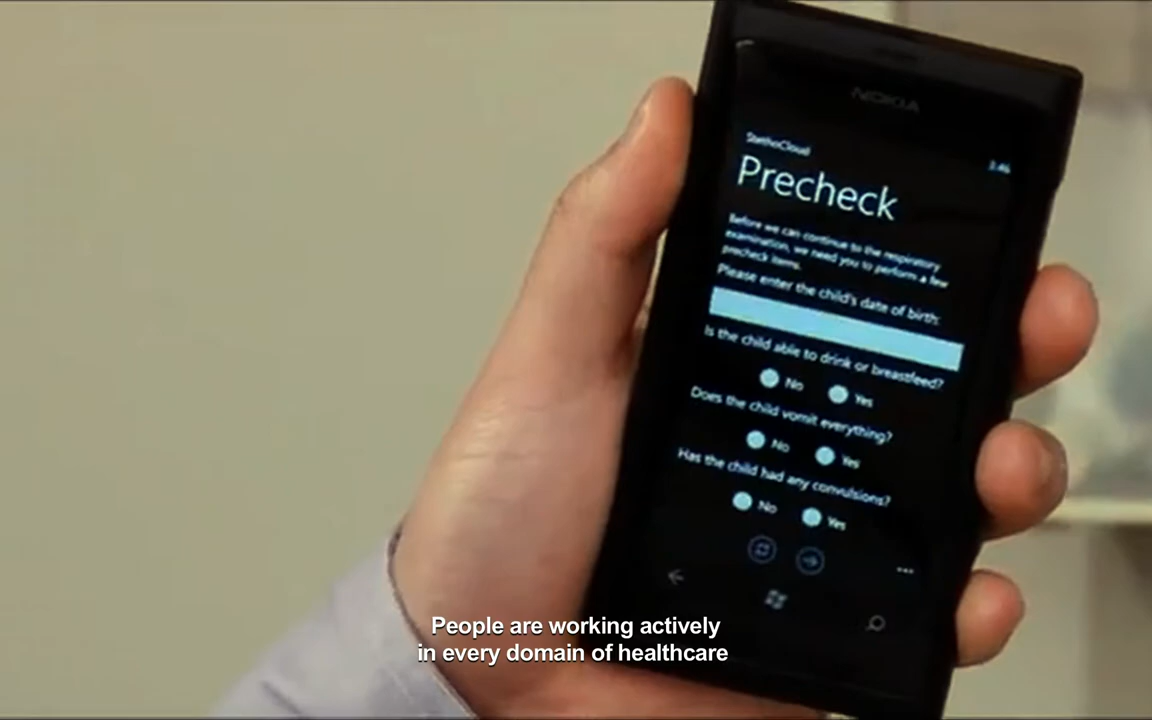 NOKIA
StethoCloud
3:46
Precheck
Before we can continue to the respiratory
examination, we need you to perform a few
precheck items.
Please enter the child's date of birth:
Is the child able to drink or breastfeed?
No Yes
Does the child vomit everything?
No Yes
Has the child had any convulsions?
No Yes
People are working actively
in every domain of healthcare